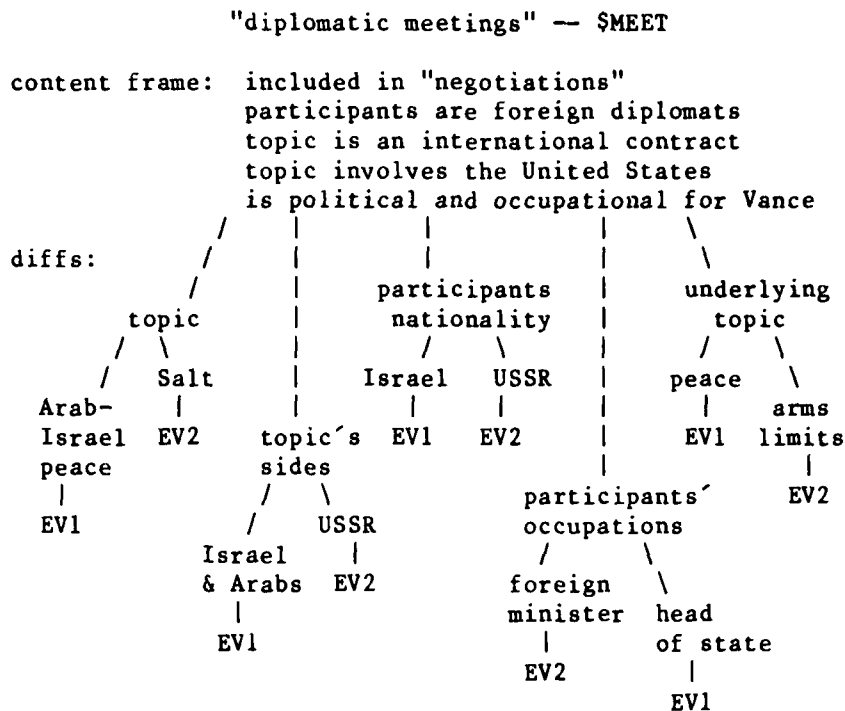 "diplomatic meetings" -- $MEET
content frame: included in "negotiations"
participants are foreign diplomats
topic is an international contract
topic involves the United States
is political and occupational for Vance
diffs:
participants underlying
topic nationality topic
Salt Israel USSR peace
Arab- arms
Israel EV2 topic´s EV1 EV2 EV1 limits
peace sides
participants´ EV2
EV1 USSR occupations
Israel
& Arabs EV2 foreign
minister head
EV1 of state
EV2
EV1